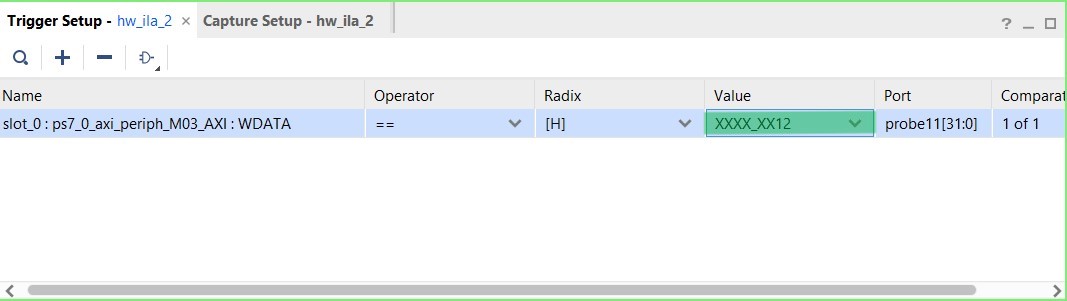 Trigger Setup - hw_ila_2 × Capture Setup - hw_ila_2
?
Name Operator Radix Value Port Comparat
slot_0 : ps7_0_axi_periph_M03_AXI : WDATA == [H] XXXX_XX12 probe11[31:0] 1 of 1